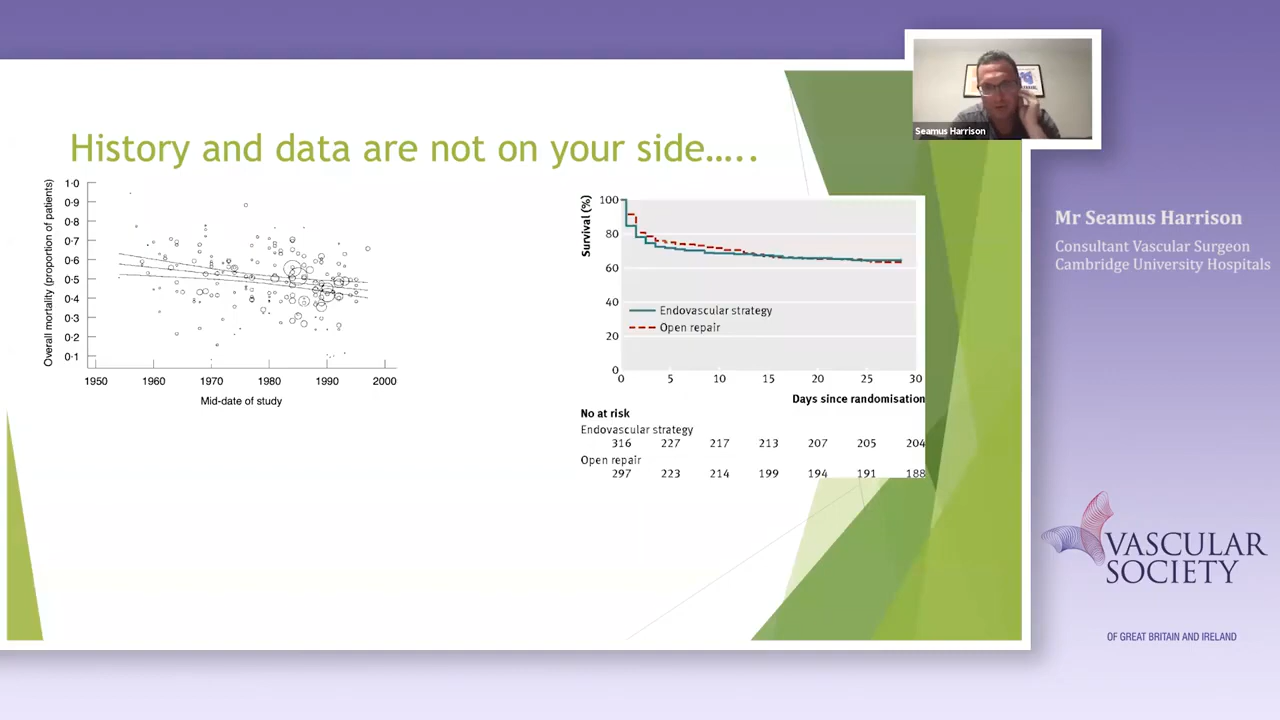 History and data are not on your side…..
Seamus Harrison
Mr Seamus Harrison
Consultant Vascular Surgeon
Cambridge University Hospitals
Overall mortality (proportion of patients)
1·0
0·9
0·8
0·7
0·6
0·5
0·4
0·3
0·2
0·1
1950 1960 1970 1980 1990 2000
Mid-date of study
Survival (%)
100
80
60
40
20
0
Endovascular strategy
Open repair
0 5 10 15 20 25 30
Days since randomisation
No at risk
Endovascular strategy
316 227 217 213 207 205 204
Open repair
297 223 214 199 194 191 188
VASCULAR
SOCIETY
OF GREAT BRITAIN AND IRELAND